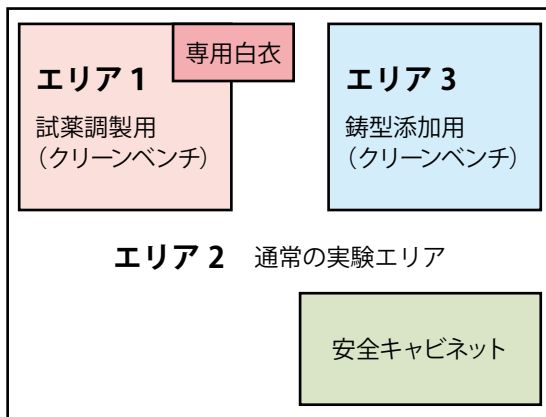 専用白衣
エリア 1
試薬調製用
（クリーンベンチ）
エリア 3
鋳型添加用
（クリーンベンチ）
エリア 2 通常の実験エリア
安全キャビネット